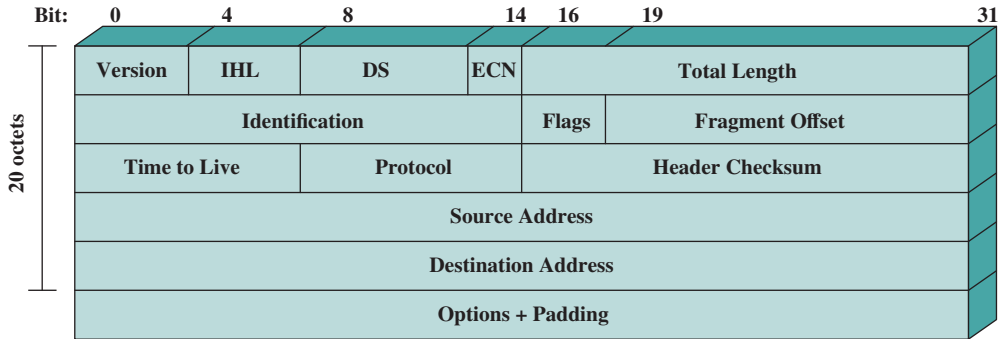 Bit: 0 4 8 14 16 19 31
Version IHL DS ECN Total Length
Identification Flags Fragment Offset
Time to Live Protocol Header Checksum
Source Address
Destination Address
Options + Padding
20 octets